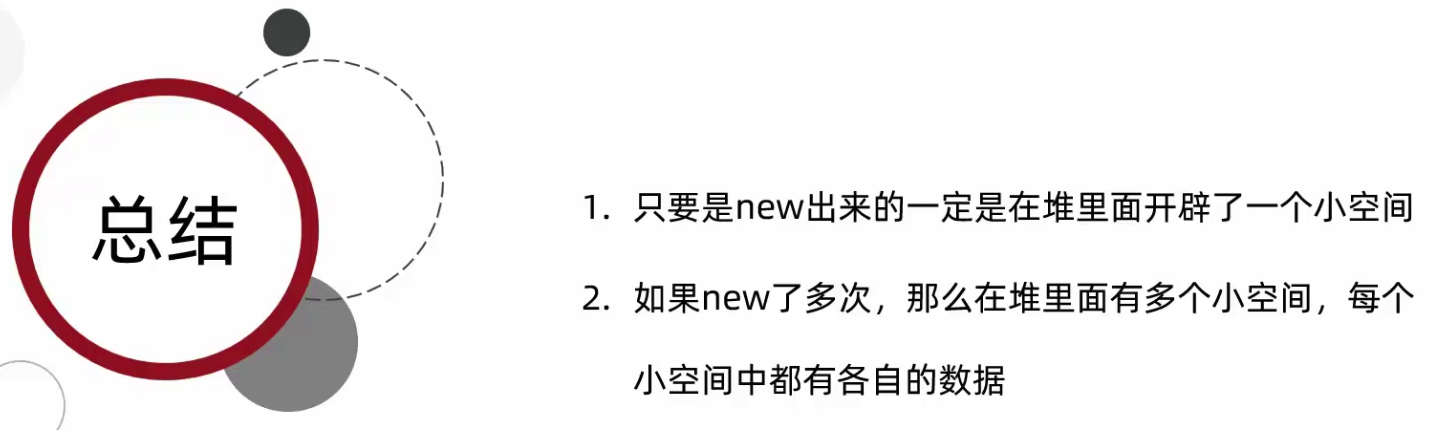 总结
1. 只要是new出来的一定是在堆里面开辟了一个小空间
2. 如果new了多次，那么在堆里面有多个小空间，每个
小空间中都有各自的数据